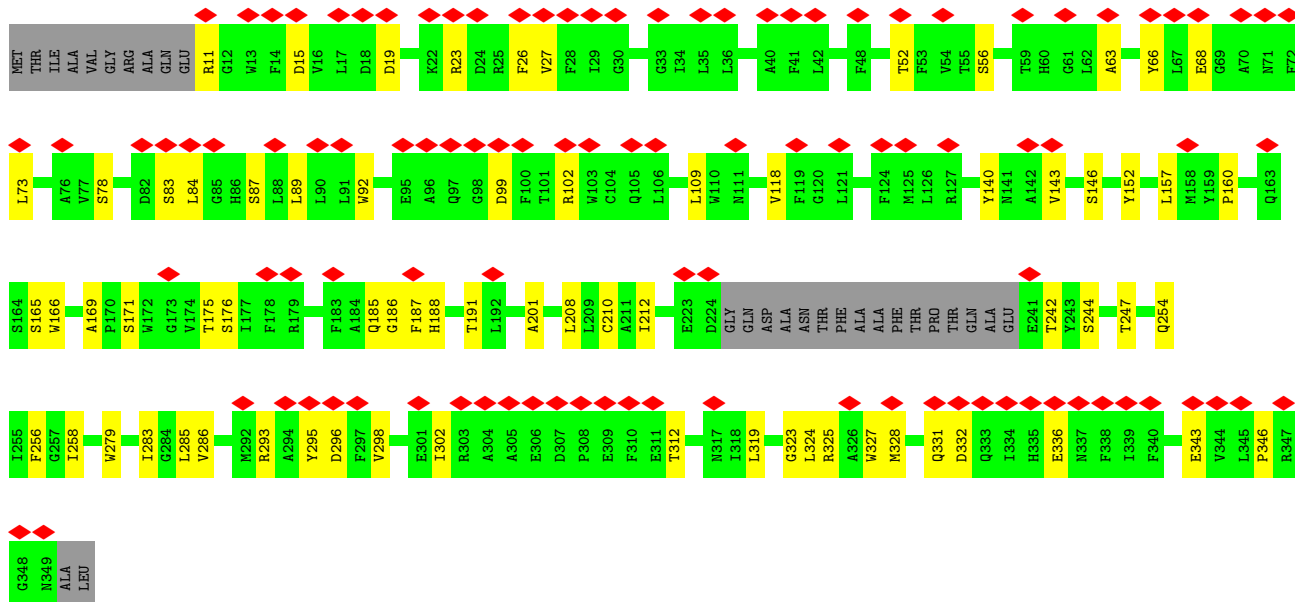 MET THR ILE ALA VAL GLY ARG ALA GLN GLU R11 G12 W13 F14 D15 V16 L17 D18 D19 K22 R23 D24 R25 F26 V27 F28 I29 G30 G33 I34 L35 L36 A40 F41 L42 F48 T52 F53 V54 T55 S56 T59 H60 G61 L62 A63 Y66 L67 E68 G69 A70 N71 F72
L73 A76 V77 S78 D82 S83 L84 G85 H86 S87 L88 L89 L90 L91 W92 E95 A96 Q97 G98 D99 F100 T101 R102 W103 C104 Q105 L106 L109 W110 N111 V118 F119 G120 L121 F124 M125 L126 R127 Y140 N141 A142 V143 S146 Y152 L157 M158 Y159 P160 Q163
S164 S165 W166 A169 P170 S171 W172 G173 V174 T175 S176 I177 F178 R179 F183 A184 Q185 G186 F187 H188 T191 L192 A201 L208 L209 C210 A211 I212 E223 D224 GLY GLN ASP ALA ASN THR PHE ALA ALA PHE THR PRO THR GLN ALA GLU E241 T242 Y243 S244 T247 Q254
I255 F256 G257 I258 W279 I283 G284 L285 V286 M292 R293 A294 Y295 D296 F297 V298 E301 I302 R303 A304 A305 E306 D307 P308 E309 F310 E311 T312 N317 I318 L319 G323 L324 R325 A326 W327 M328 Q331 D332 Q333 I334 H335 E336 N337 F338 I339 F340 E343 V344 L345 P346 R347
G348 N349 ALA LEU